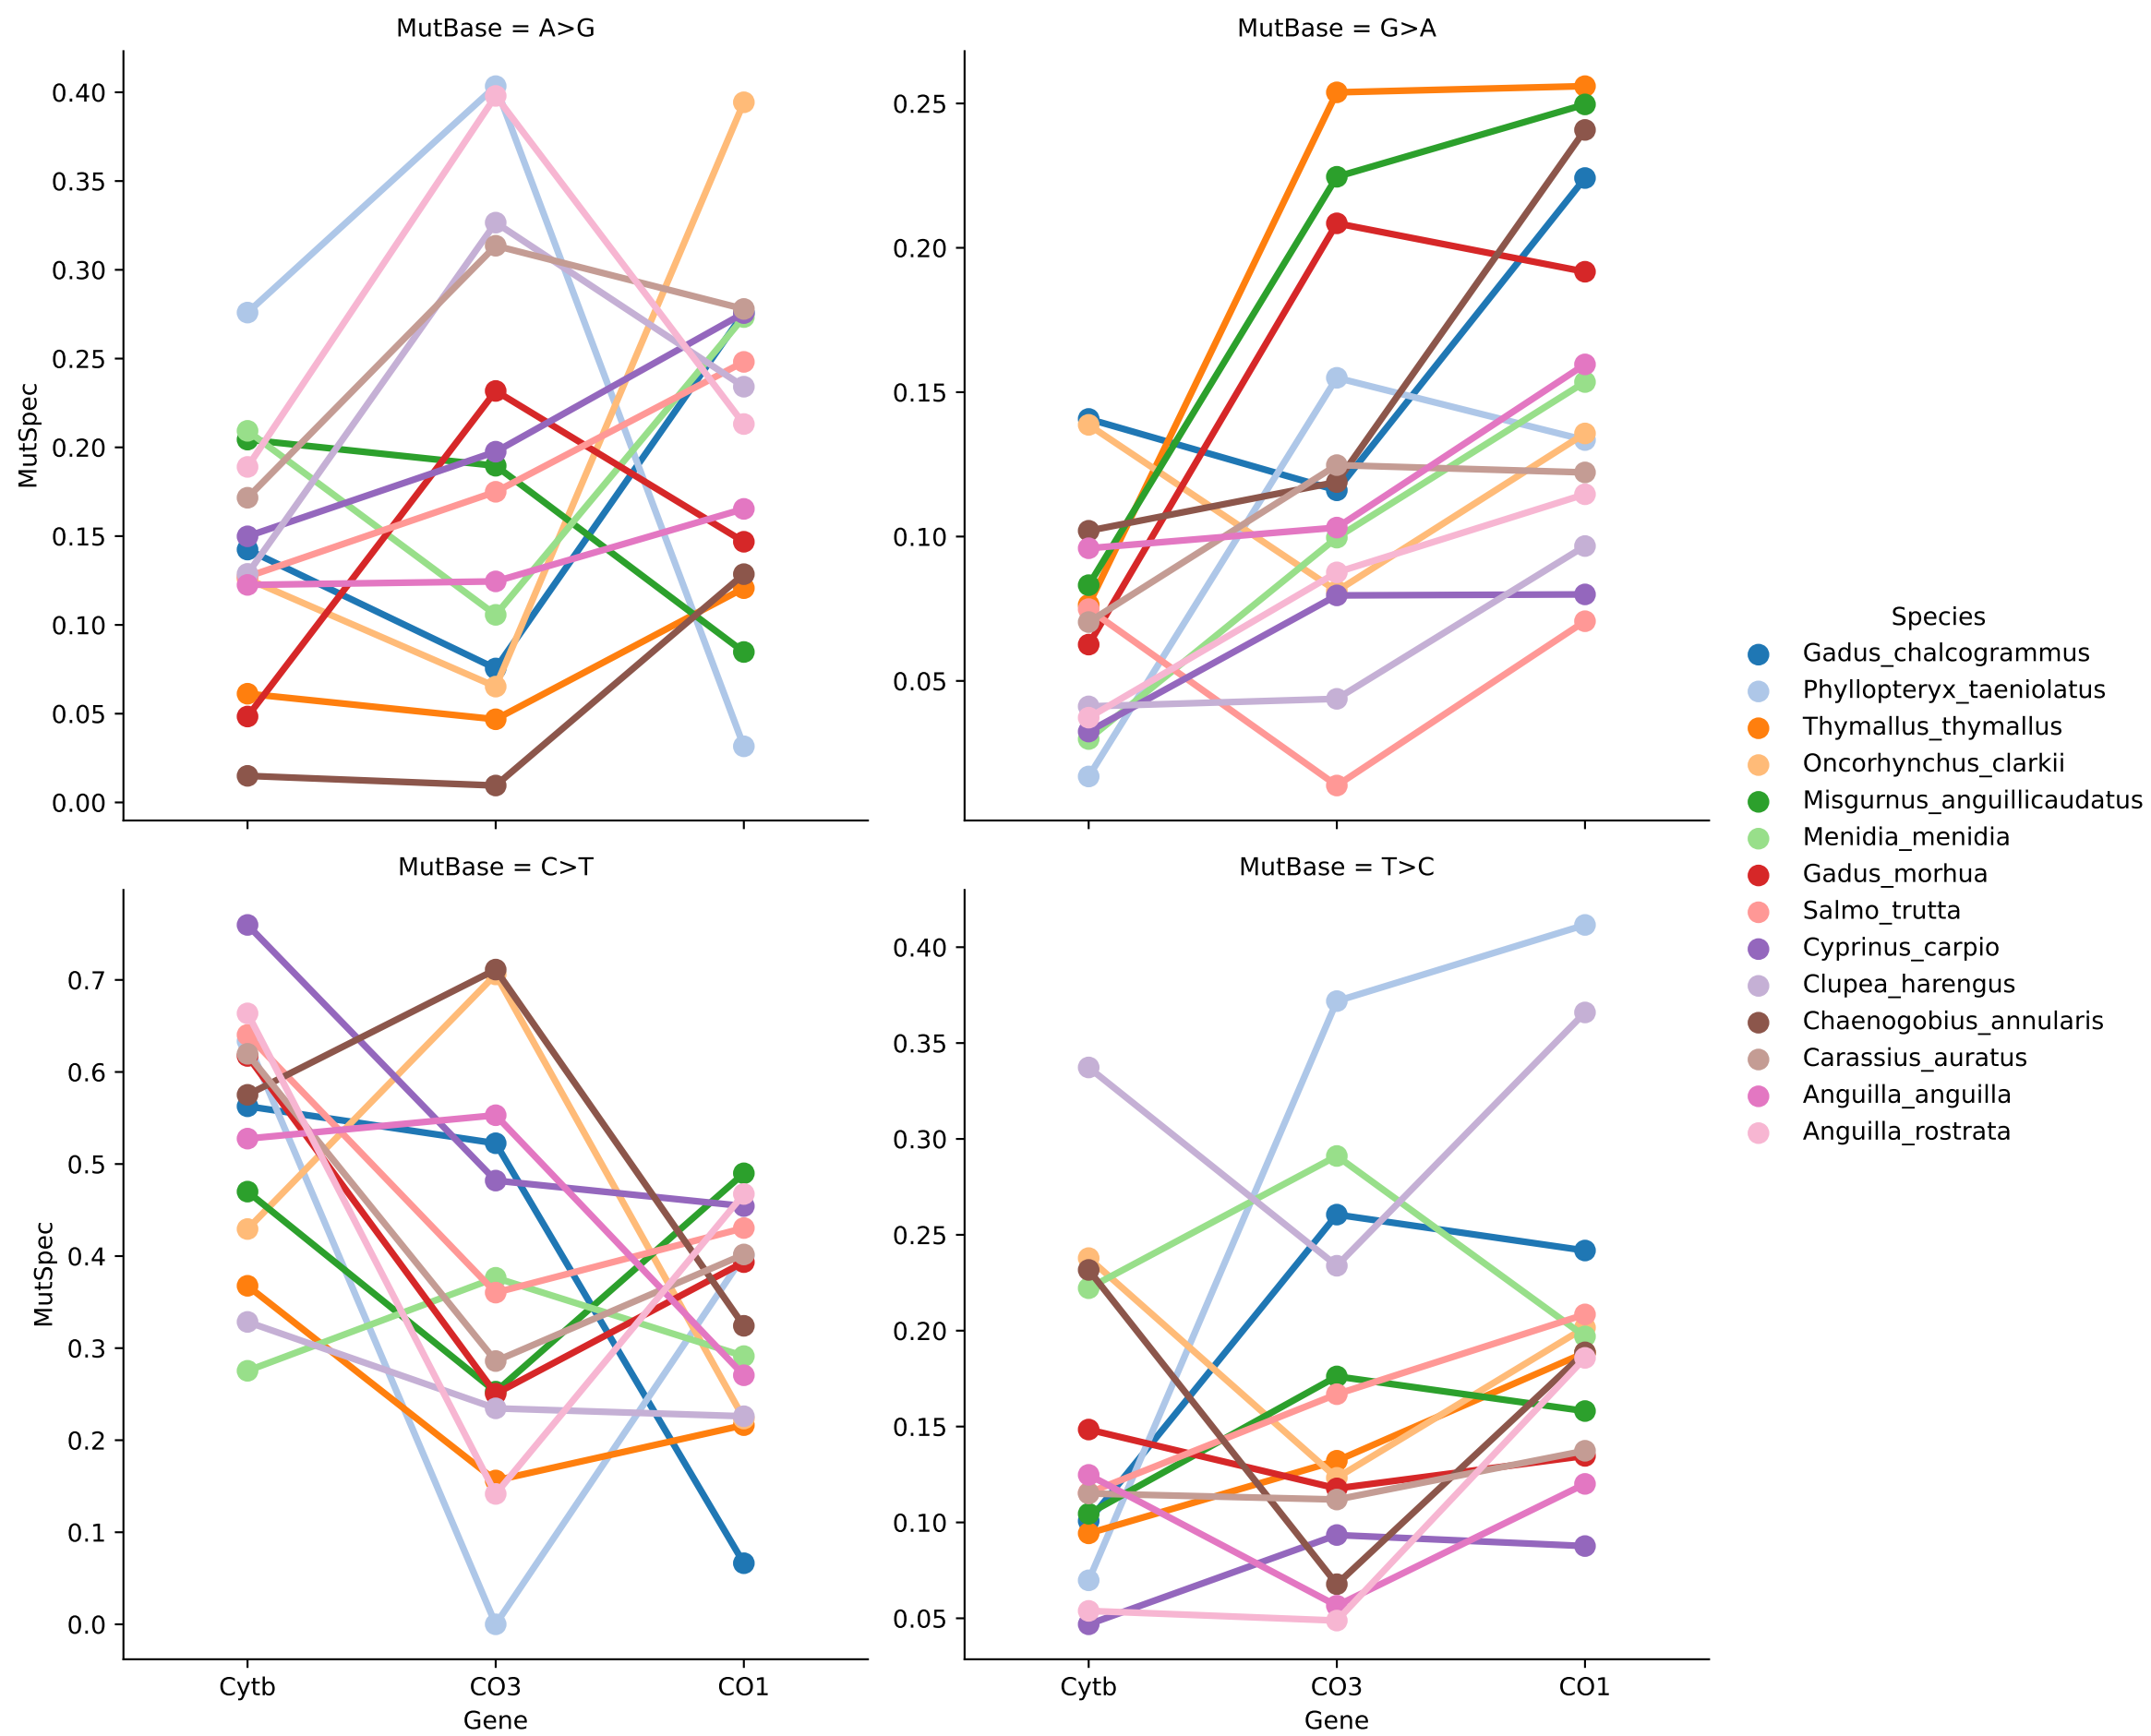 MutBase = A>G
MutBase = G>A
0.40
0.35
0.30
0.25
0.20
0.15
0.10
0.05
0.00
MutSpec
0.25
0.20
0.15
0.10
0.05
MutBase = C>T
MutBase = T>C
0.7
0.6
0.5
0.4
0.3
0.2
0.1
0.0
MutSpec
Cytb
CO3
CO1
Gene
0.40
0.35
0.30
0.25
0.20
0.15
0.10
0.05
Cytb
CO3
CO1
Gene
Species
Gadus_chalcogrammus
Phyllopteryx_taeniolatus
Thymallus_thymallus
Oncorhynchus_clarkii
Misgurnus_anguillicaudatus
Menidia_menidia
Gadus_morhua
Salmo_trutta
Cyprinus_carpio
Clupea_harengus
Chaenogobius_annularis
Carassius_auratus
Anguilla_anguilla
Anguilla_rostrata